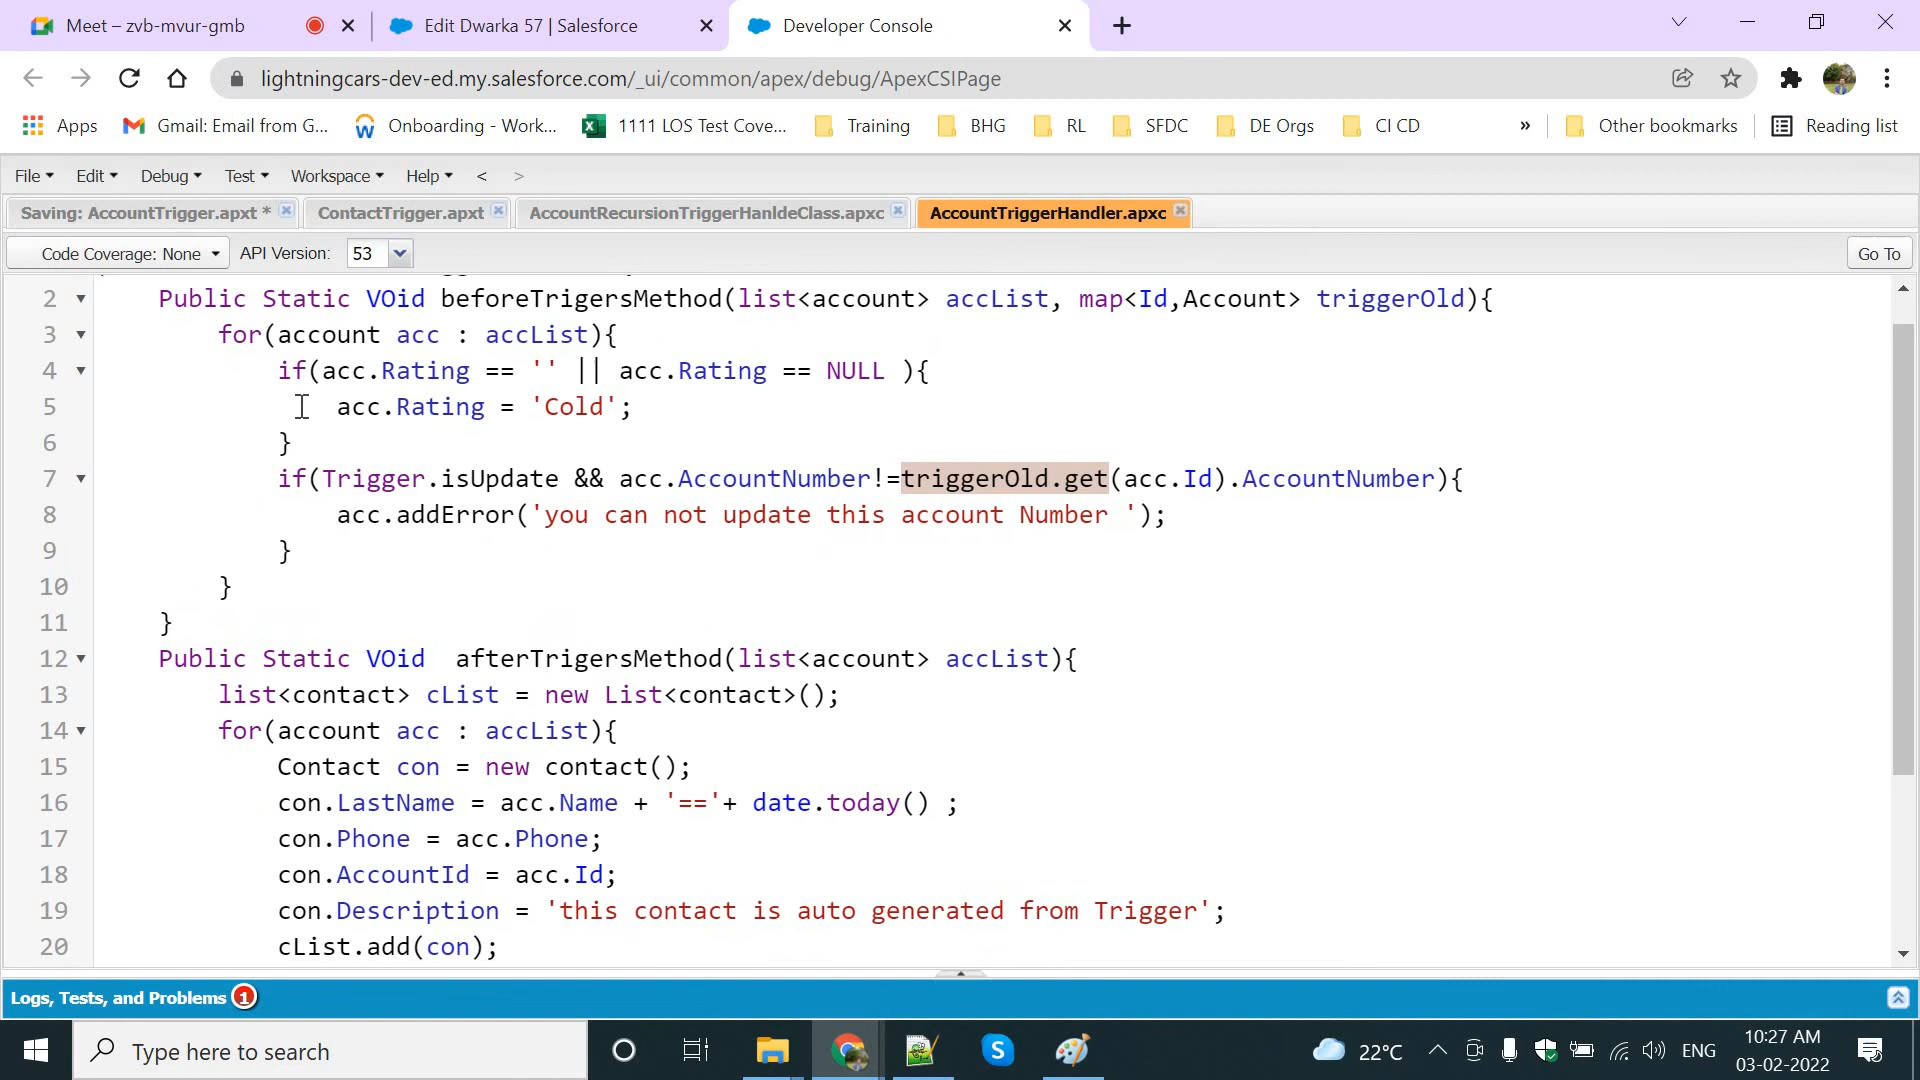 Meet – zvb-mvur-gmb
Edit Dwarka 57 | Salesforce
Developer Console
lightningcars-dev-ed.my.salesforce.com/_ui/common/apex/debug/ApexCSIPage
Apps
Gmail: Email from G...
Onboarding - Work...
1111 LOS Test Cove...
Training
BHG
RL
SFDC
DE Orgs
CI CD
»
Other bookmarks
Reading list
File
Edit
Debug
Test
Workspace
Help
<
>
Saving: AccountTrigger.apxt *
ContactTrigger.apxt
AccountRecursionTriggerHanldeClass.apxc
AccountTriggerHandler.apxc
Code Coverage: None
API Version:
53
Go To
2 Public Static VOid beforeTrigersMethod(list<account> accList, map<Id,Account> triggerOld){
3 for(account acc : accList){
4 if(acc.Rating == '' || acc.Rating == NULL ){
5 acc.Rating = 'Cold';
6 }
7 if(Trigger.isUpdate && acc.AccountNumber!=triggerOld.get(acc.Id).AccountNumber){
8 acc.addError('you can not update this account Number ');
9 }
10 }
11 }
12 Public Static VOid  afterTrigersMethod(list<account> accList){
13 list<contact> cList = new List<contact>();
14 for(account acc : accList){
15 Contact con = new contact();
16 con.LastName = acc.Name + '=='+ date.today() ;
17 con.Phone = acc.Phone;
18 con.AccountId = acc.Id;
19 con.Description = 'this contact is auto generated from Trigger';
20 cList.add(con);
Logs, Tests, and Problems 1
Type here to search
22°C
ENG
10:27 AM
03-02-2022